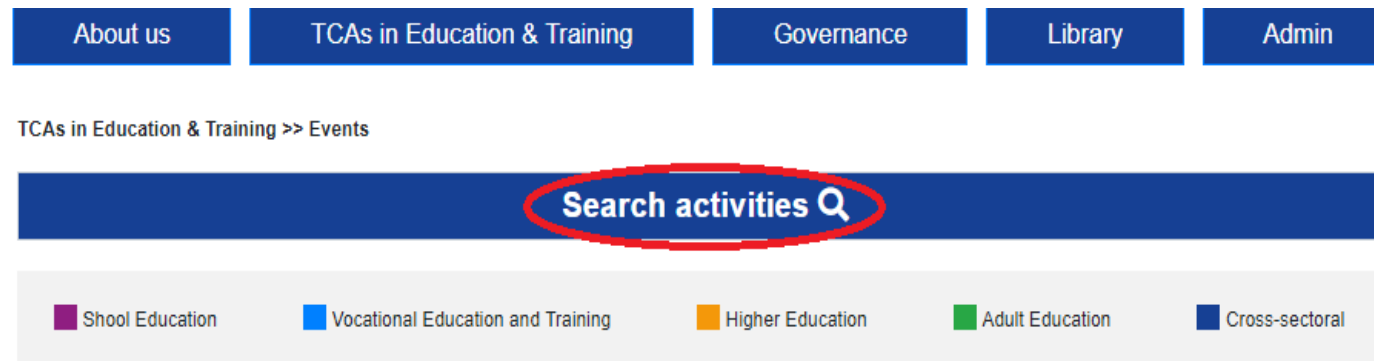 About us TCAs in Education & Training Governance Library Admin
TCAs in Education & Training >> Events
Search activities
Shool Education Vocational Education and Training Higher Education Adult Education Cross-sectoral